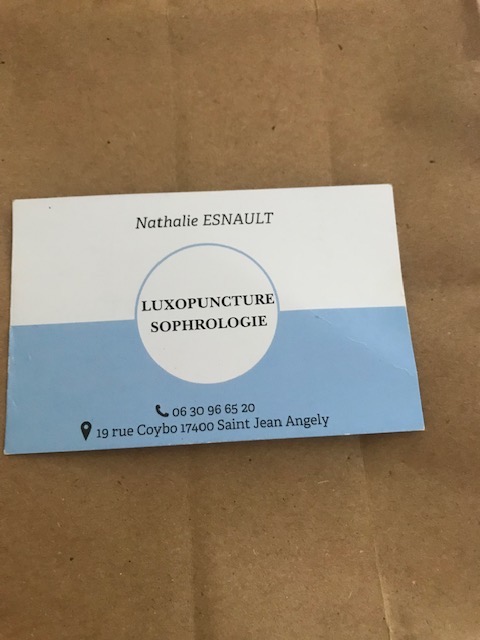 Nathalie ESNAULT
LUXOPUNCTURE
SOPHROLOGIE
06 30 96 65 20
19 rue Coybo 17400 Saint Jean Angely